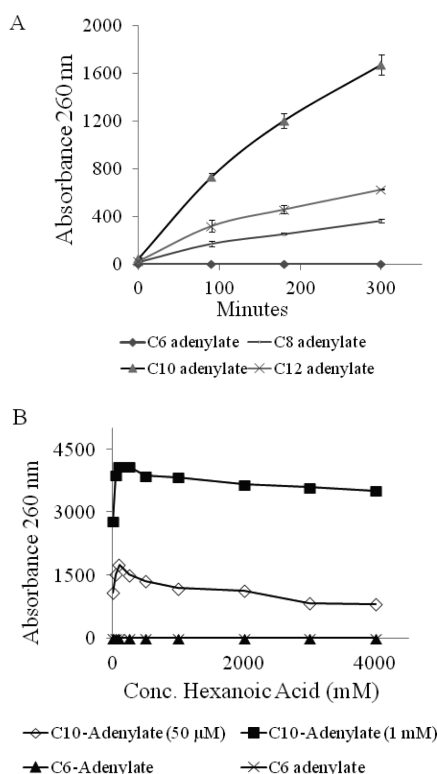 A
2000
1600
1200
800
400
0
Absorbance 260 nm
0 100 200 300
Minutes
C6 adenylate C8 adenylate
C10 adenylate C12 adenylate
B
4500
3000
1500
0
Absorbance 260 nm
0 2000 4000
Conc. Hexanoic Acid (mM)
C10-Adenylate (50 μM) C10-Adenylate (1 mM)
C6-Adenylate C6 adenylate